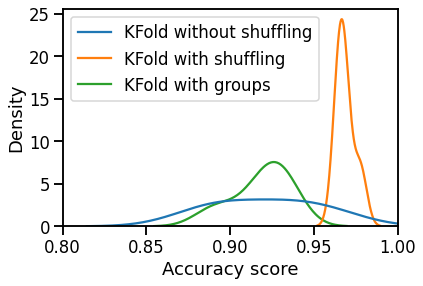 25
20
15
10
5
0
Density
KFold without shuffling
KFold with shuffling
KFold with groups
0.80 0.85 0.90 0.95 1.00
Accuracy score